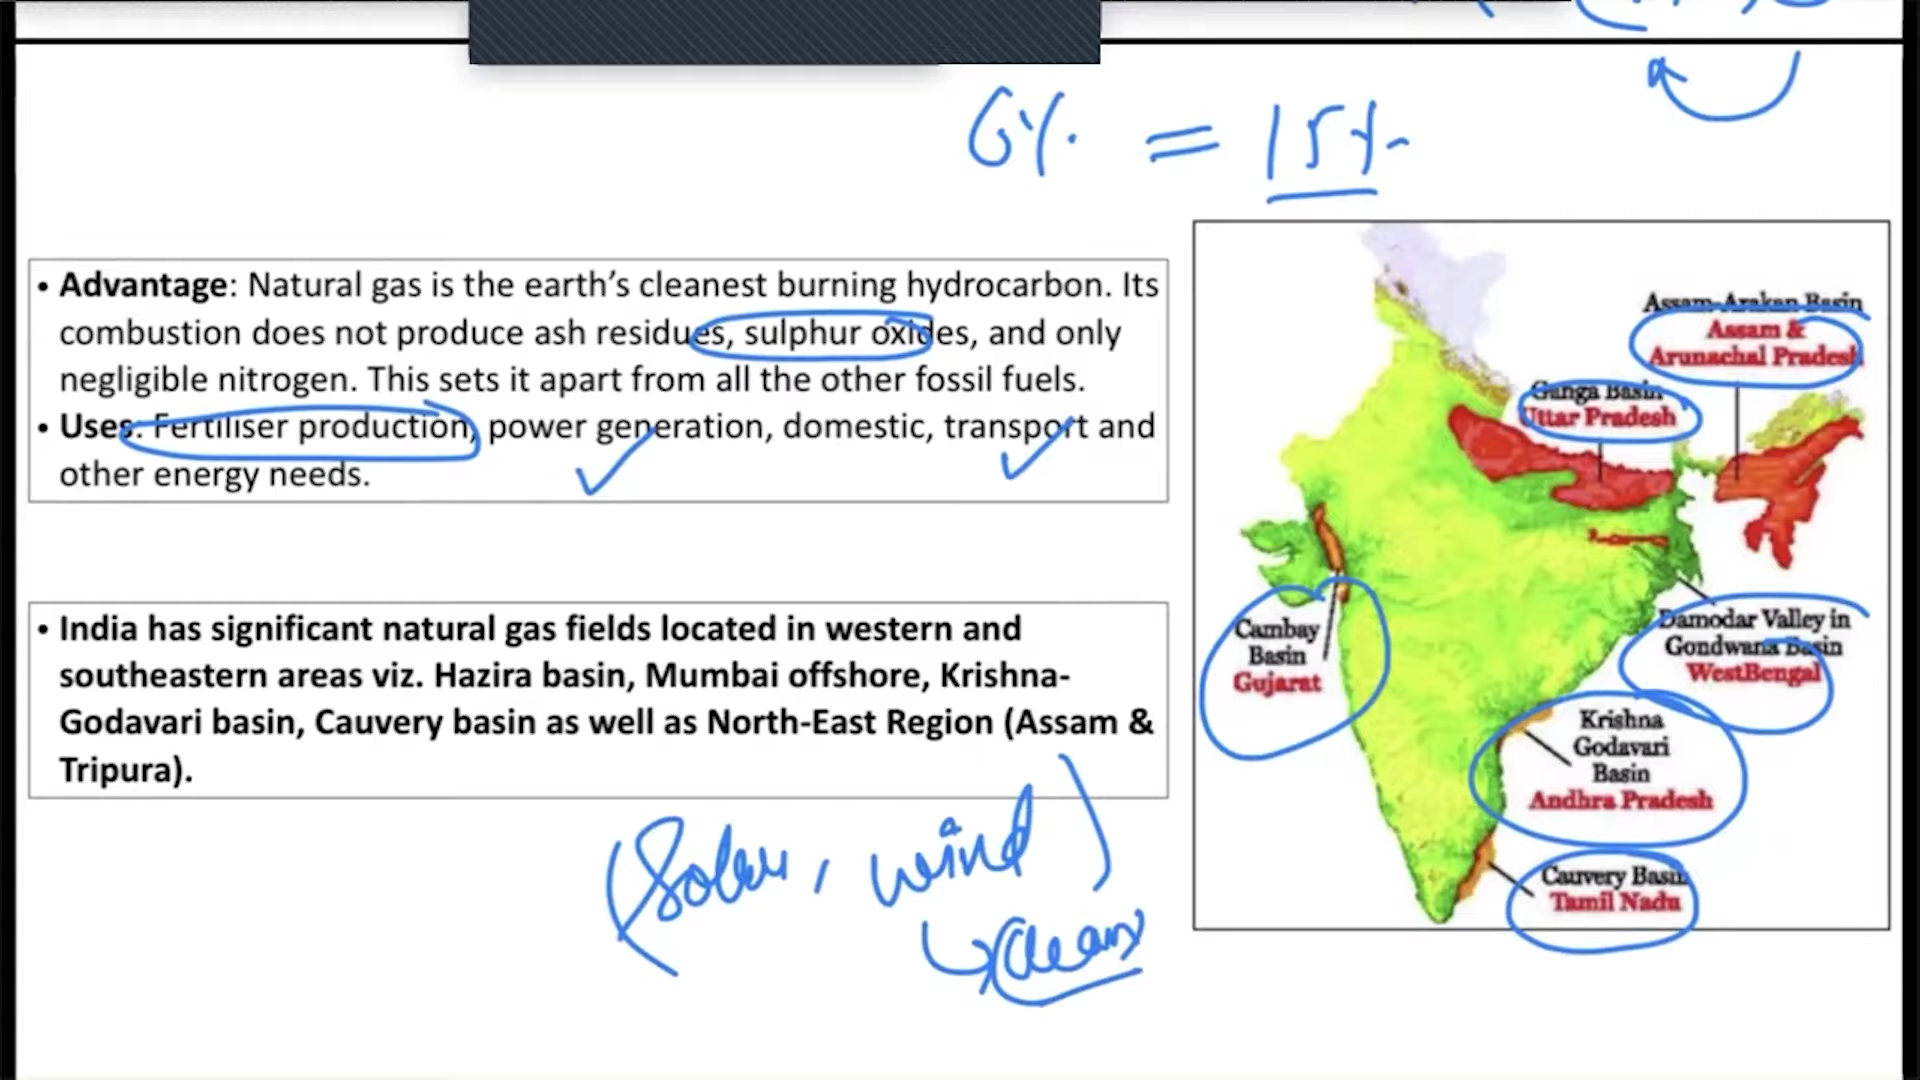 6% = 15%
• Advantage: Natural gas is the earth’s cleanest burning hydrocarbon. Its
combustion does not produce ash residues, sulphur oxides, and only
negligible nitrogen. This sets it apart from all the other fossil fuels.
• Uses: Fertiliser production, power generation, domestic, transport and
other energy needs.
• India has significant natural gas fields located in western and
southeastern areas viz. Hazira basin, Mumbai offshore, Krishna-
Godavari basin, Cauvery basin as well as North-East Region (Assam &
Tripura).
(Solar, wind)
clean
Assam-Arakan Basin
Assam &
Arunachal Pradesh
Ganga Basin
Uttar Pradesh
Cambay
Basin
Gujarat
Damodar Valley in
Gondwana Basin
WestBengal
Krishna
Godavari
Basin
Andhra Pradesh
Cauvery Basin
Tamil Nadu